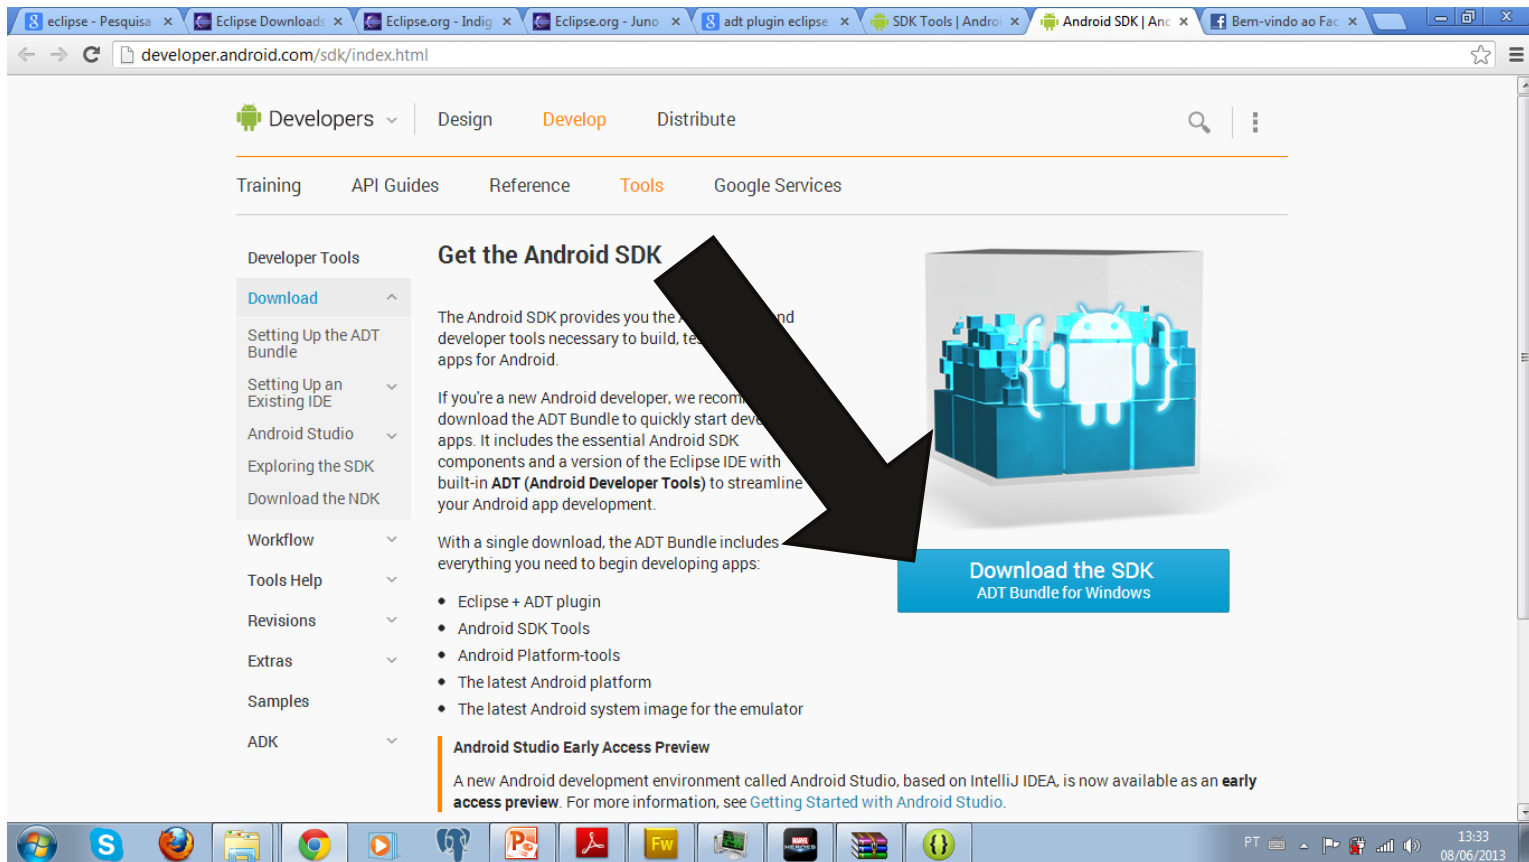 eclipse - Pesquisa
Eclipse Downloads
Eclipse.org - Indig
Eclipse.org - Juno
adt plugin eclipse
SDK Tools | Androi
Android SDK | Anc
Bem-vindo ao Fac
developer.android.com/sdk/index.html
Developers
Design
Develop
Distribute
Training
API Guides
Reference
Tools
Google Services
Developer Tools
Download
Setting Up the ADT
Bundle
Setting Up an
Existing IDE
Android Studio
Exploring the SDK
Download the NDK
Workflow
Tools Help
Revisions
Extras
Samples
ADK
Get the Android SDK
The Android SDK provides you the nd
developer tools necessary to build, te
apps for Android.
If you're a new Android developer, we recom
download the ADT Bundle to quickly start deve
apps. It includes the essential Android SDK
components and a version of the Eclipse IDE with
built-in ADT (Android Developer Tools) to streamline
your Android app development.
With a single download, the ADT Bundle includes
everything you need to begin developing apps:
Eclipse + ADT plugin
Android SDK Tools
Android Platform-tools
The latest Android platform
The latest Android system image for the emulator
Android Studio Early Access Preview
A new Android development environment called Android Studio, based on IntelliJ IDEA, is now available as an early
access preview. For more information, see Getting Started with Android Studio.
{ }
Download the SDK
ADT Bundle for Windows
Fw
MARVEL
HEROES
PT
13:33
08/06/2013